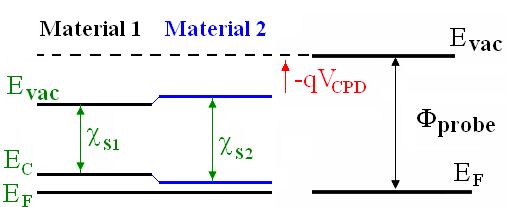 Material 1 Material 2
Evac
-qVCPD
Evac
χS1
χS2
Φprobe
EC
EF
EF